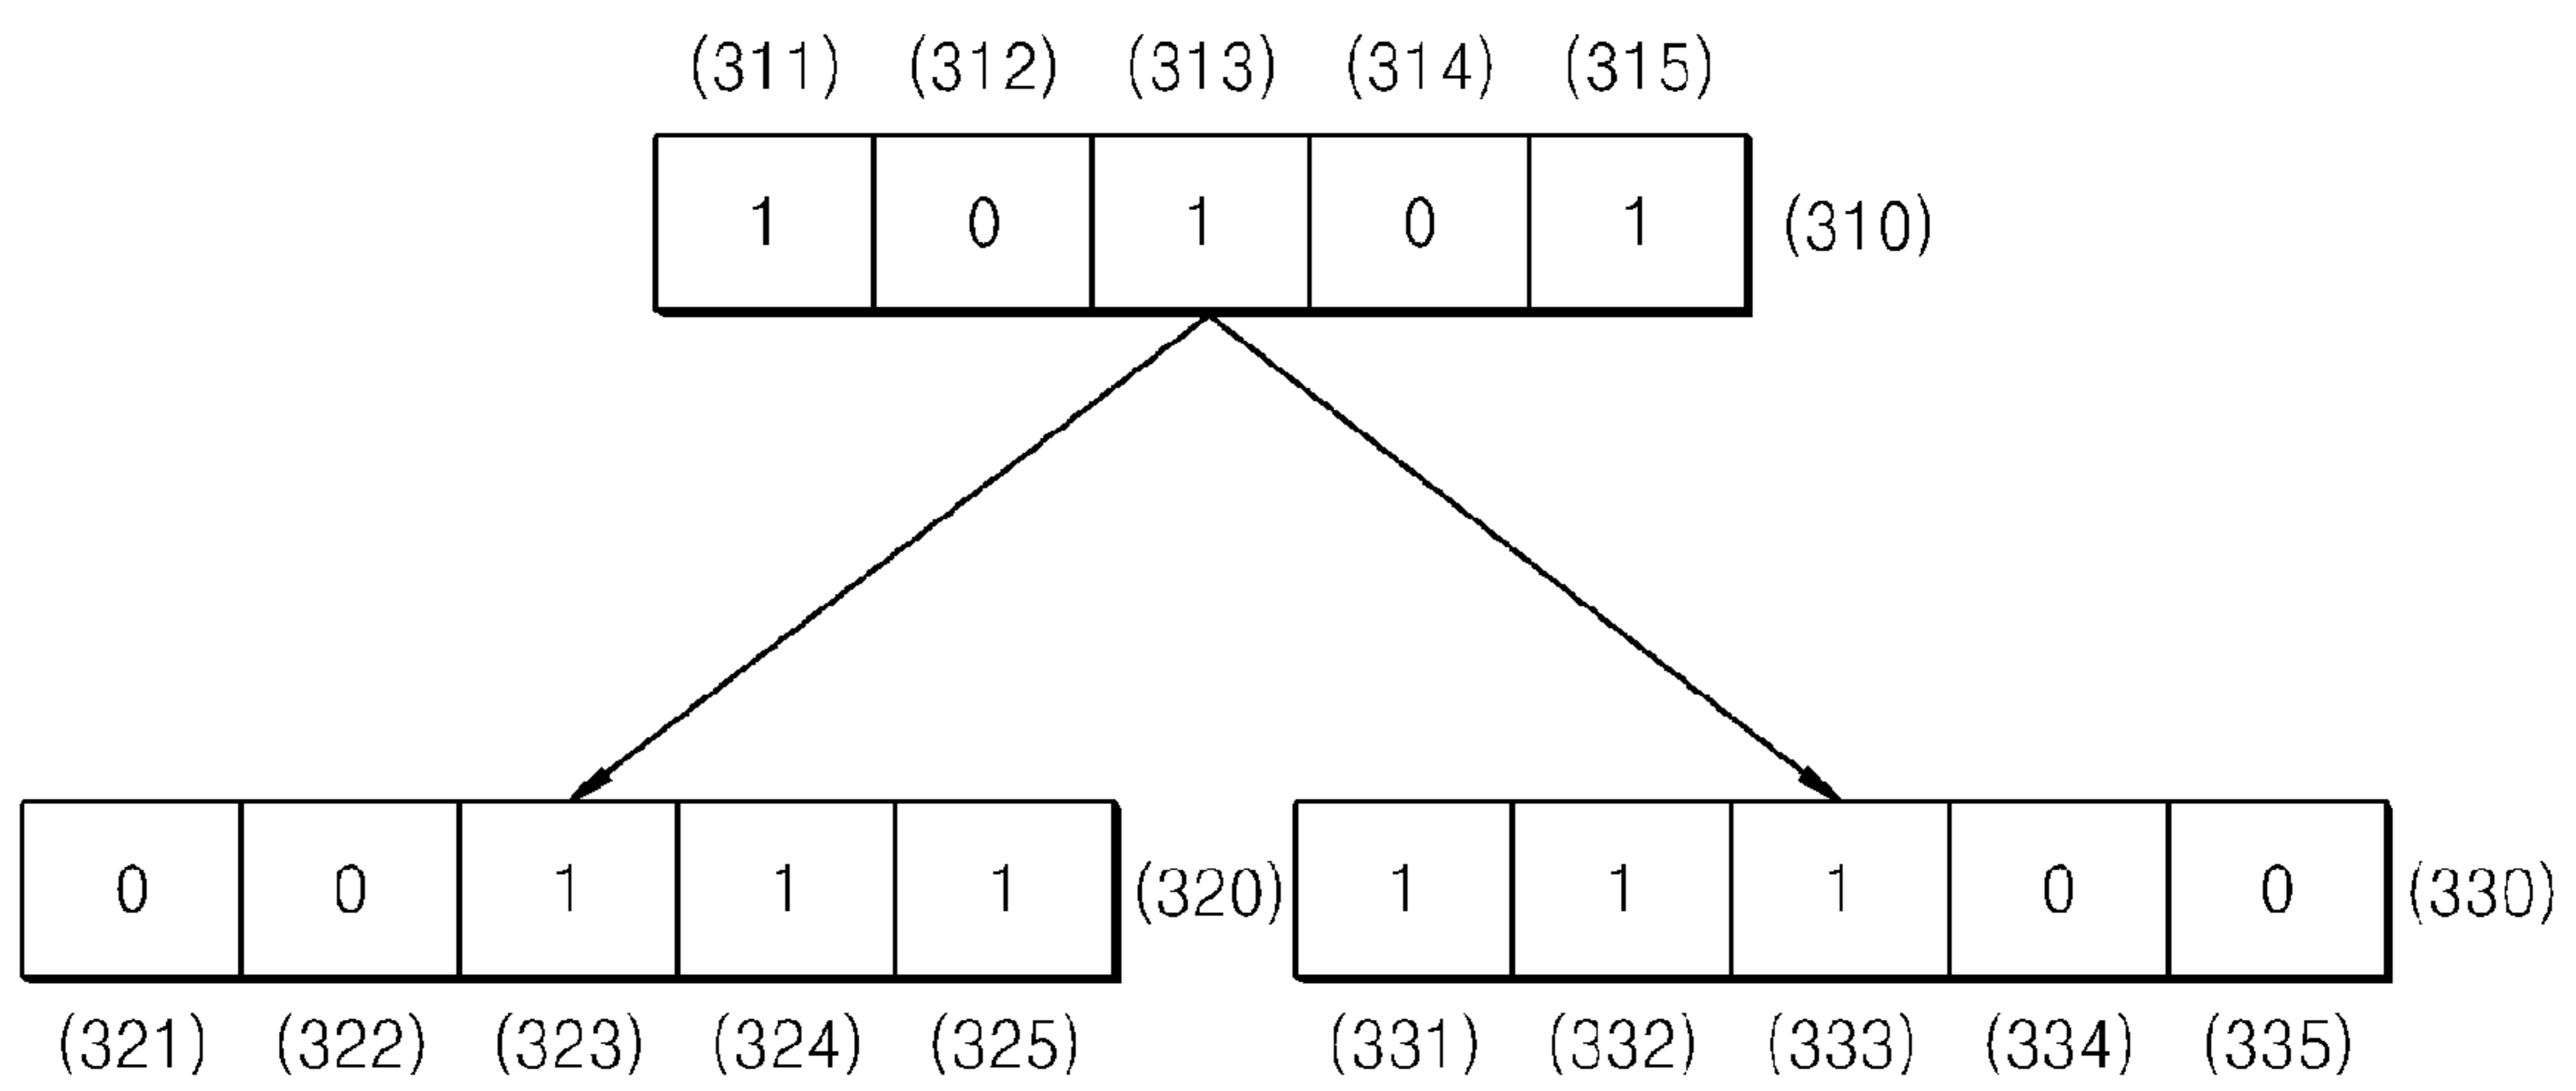 (311) (312) (313) (314) (315)
1 0 1 0 1 (310)
0 0 1 1 1 (320) 1 1 1 0 0 (330)
(321) (322) (323) (324) (325) (331) (332) (333) (334) (335)